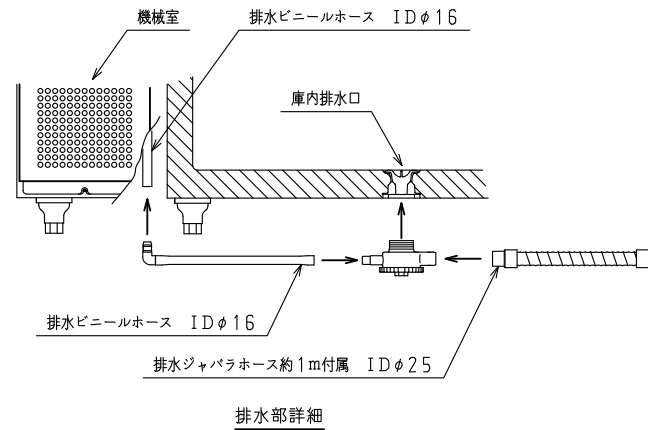 機械室
排水ビニールホース IDφ16
庫内排水口
排水ビニールホース IDφ16
排水ジャバラホース約1m付属 IDφ25
排水部詳細